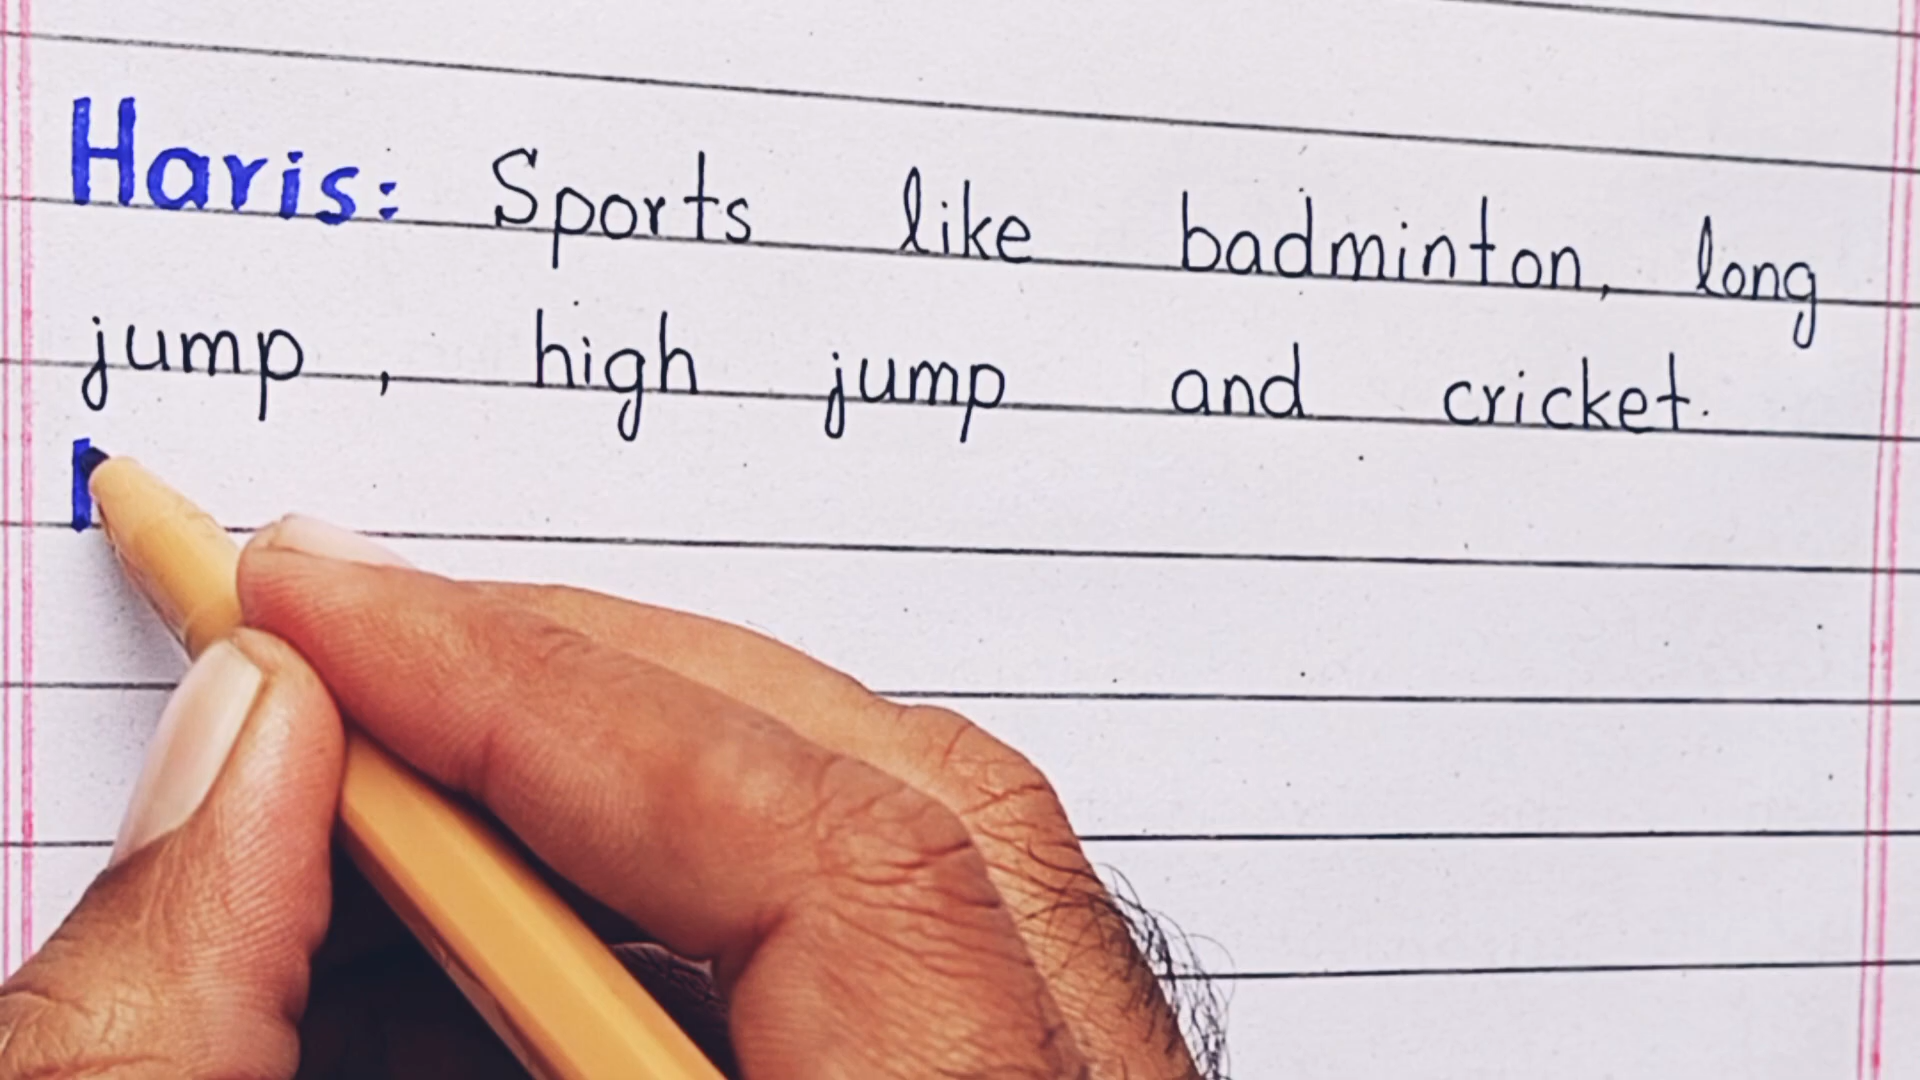 Haris: Sports like badminton, long
jump, high jump and cricket.